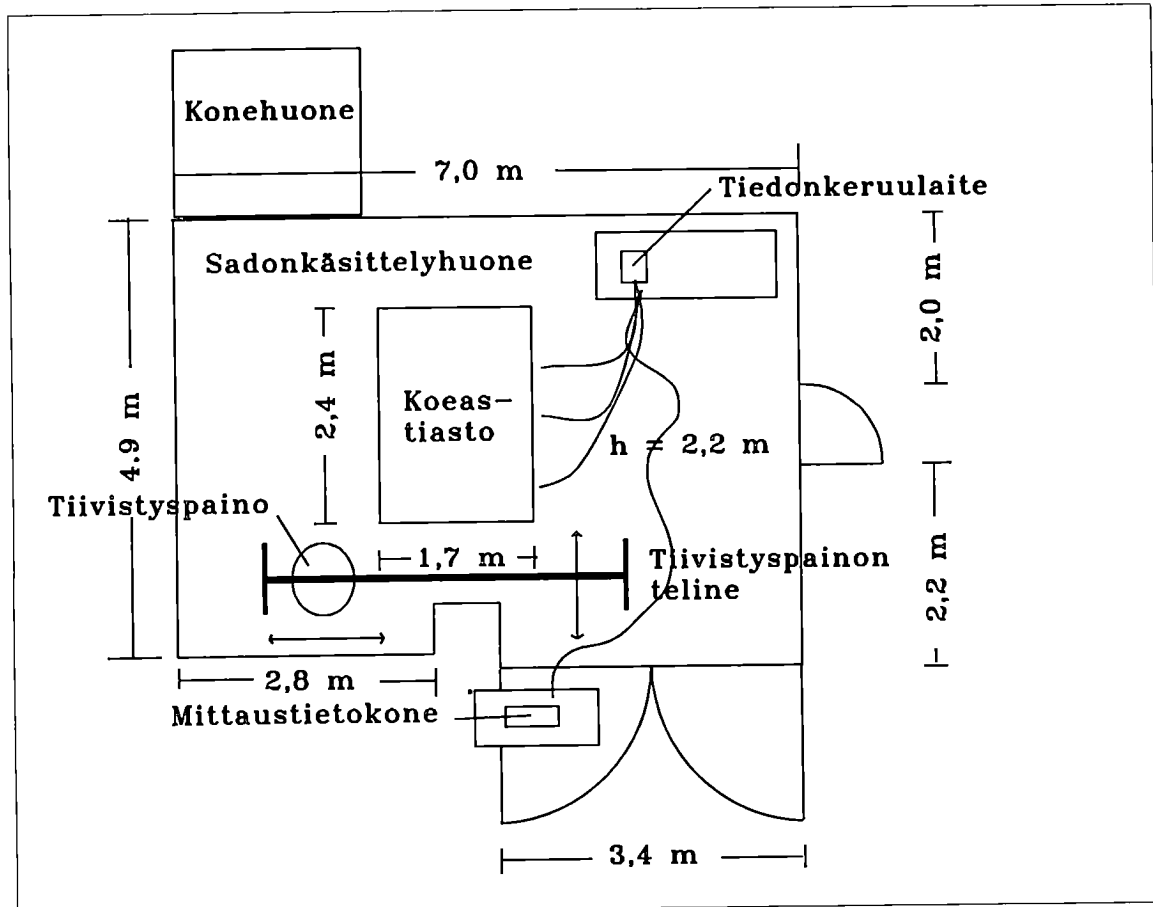 Konehuone
7,0 m
Tiedonkeruulaite
Sadonkäsittelyhuone
2,0 m
4.9 m
2,4 m
Koeas-
tiasto
h = 2,2 m
Tiivistyspaino
1,7 m
Tiivistyspainon
teline
2,2 m
2,8 m
Mittaustietokone
3,4 m